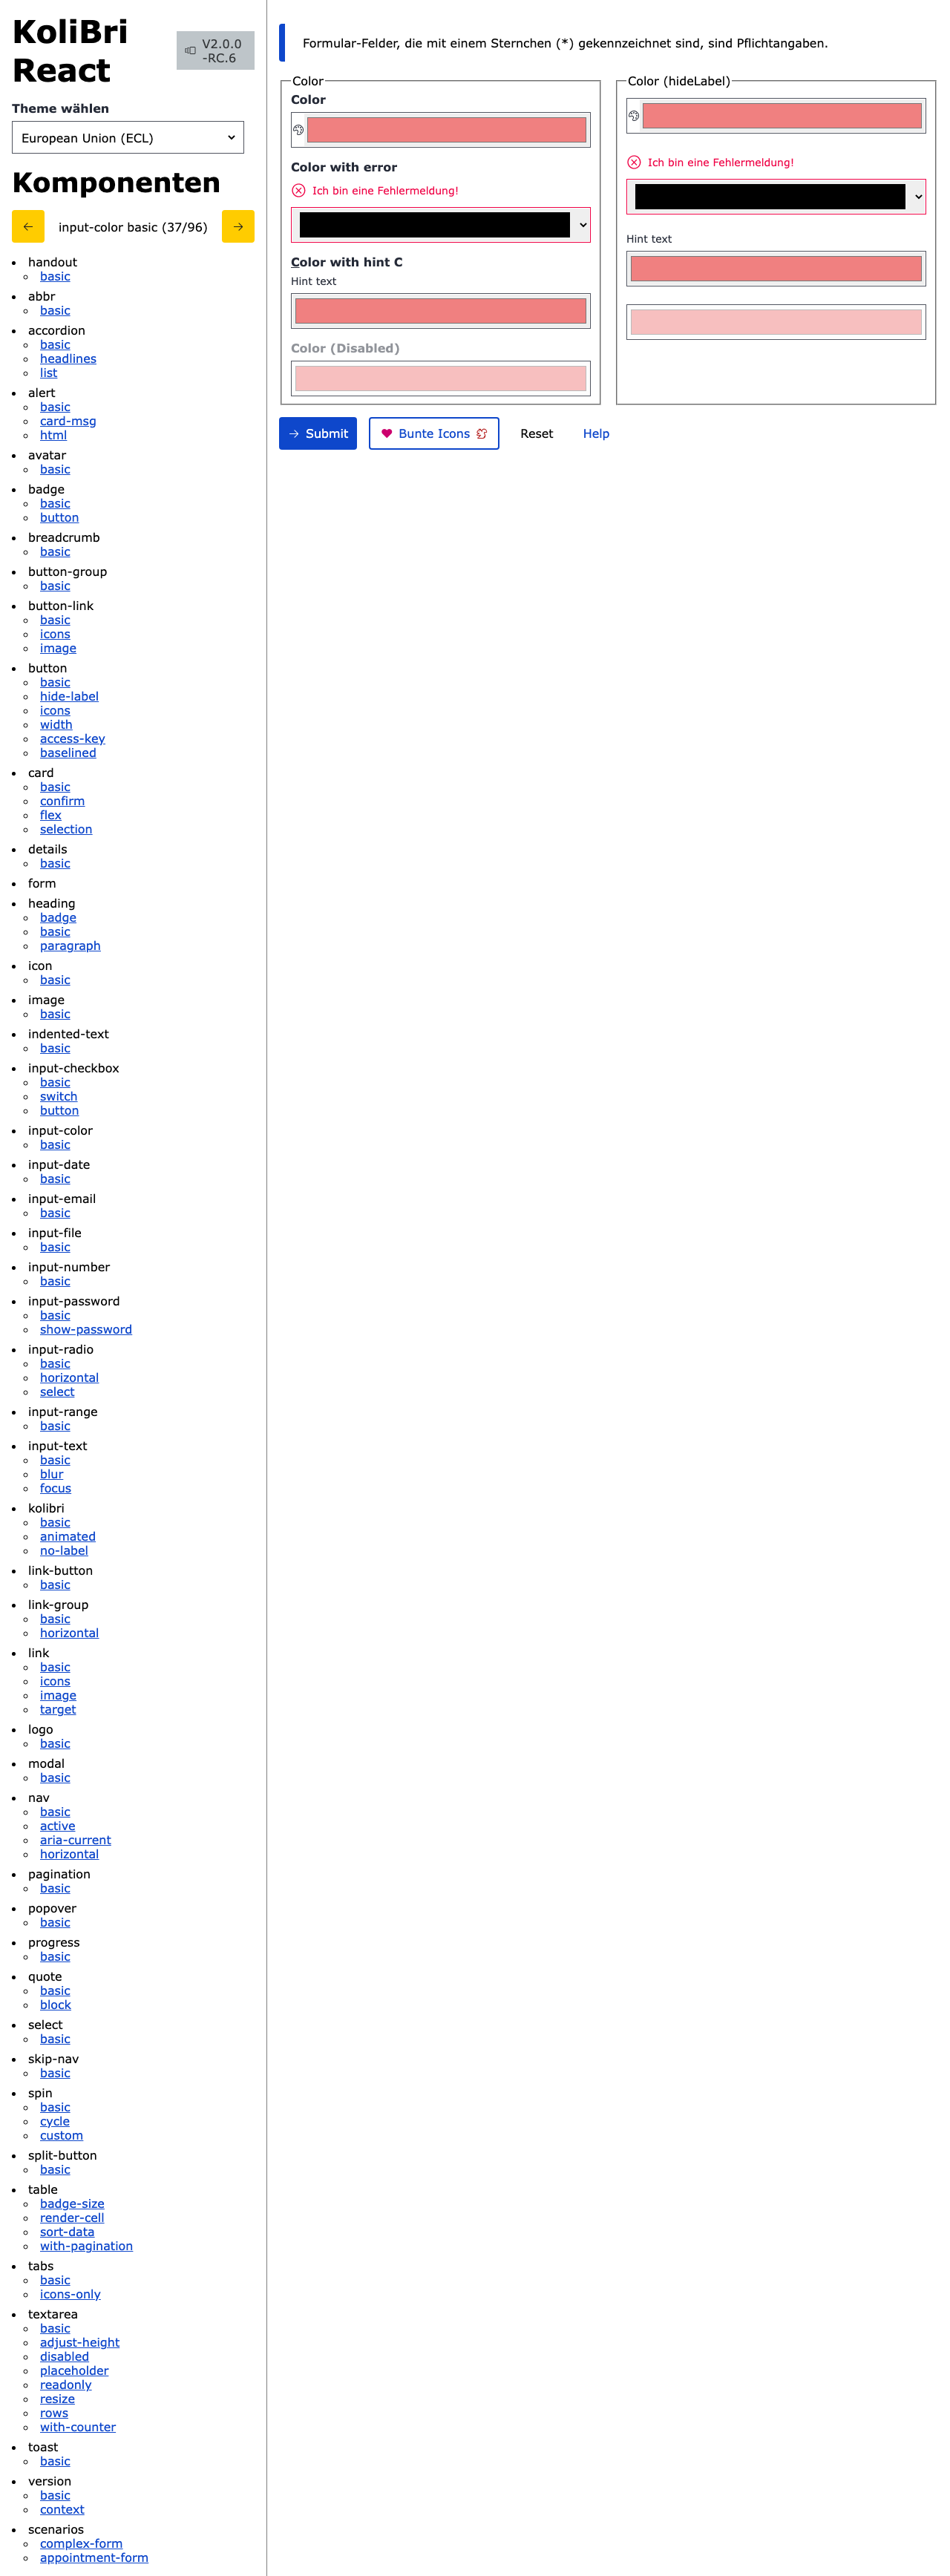 KoliBri
React
V2.0.0
-RC.6
Theme wählen
European Union (ECL)
Komponenten
input-color basic (37/96)
handout
basic
abbr
basic
accordion
basic
headlines
list
alert
basic
card-msg
html
avatar
basic
badge
basic
button
breadcrumb
basic
button-group
basic
button-link
basic
icons
image
button
basic
hide-label
icons
width
access-key
baselined
card
basic
confirm
flex
selection
details
basic
form
heading
badge
basic
paragraph
icon
basic
image
basic
indented-text
basic
input-checkbox
basic
switch
button
input-color
basic
input-date
basic
input-email
basic
input-file
basic
input-number
basic
input-password
basic
show-password
input-radio
basic
horizontal
select
input-range
basic
input-text
basic
blur
focus
kolibri
basic
animated
no-label
link-button
basic
link-group
basic
horizontal
link
basic
icons
image
target
logo
basic
modal
basic
nav
basic
active
aria-current
horizontal
pagination
basic
popover
basic
progress
basic
quote
basic
block
select
basic
skip-nav
basic
spin
basic
cycle
custom
split-button
basic
table
badge-size
render-cell
sort-data
with-pagination
tabs
basic
icons-only
textarea
basic
adjust-height
disabled
placeholder
readonly
resize
rows
with-counter
toast
basic
version
basic
context
scenarios
complex-form
appointment-form
Formular-Felder, die mit einem Sternchen (*) gekennzeichnet sind, sind Pflichtangaben.
Color
Color
Color with error
Ich bin eine Fehlermeldung!
Color with hint C
Hint text
Color (Disabled)
Color (hideLabel)
Ich bin eine Fehlermeldung!
Hint text
Submit
Bunte Icons
Reset
Help